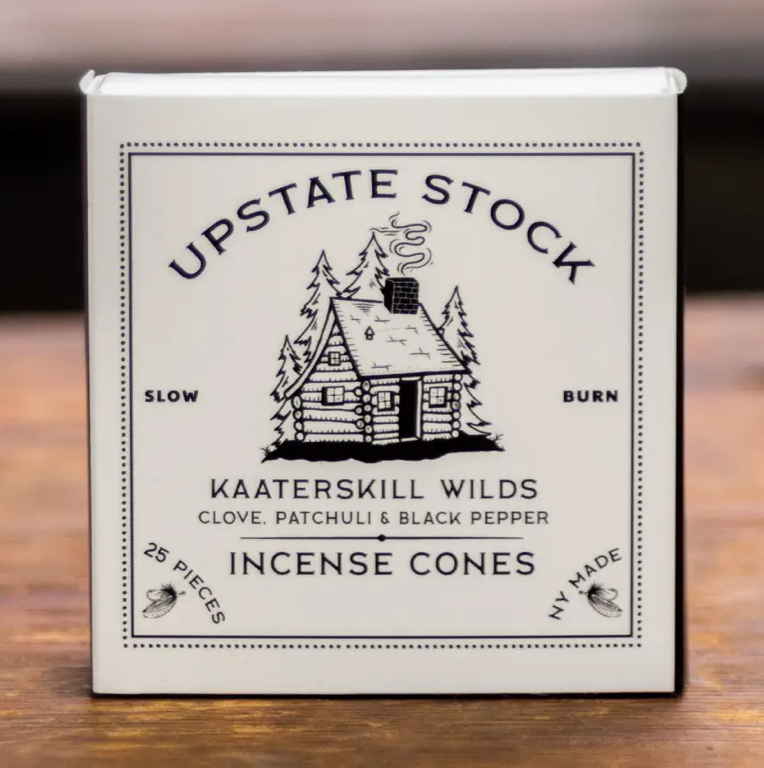 UPSTATE STOCK
SLOW
BURN
KAATERSKILL WILDS
CLOVE, PATCHULI & BLACK PEPPER
INCENSE CONES
25 PIECES
NY MADE